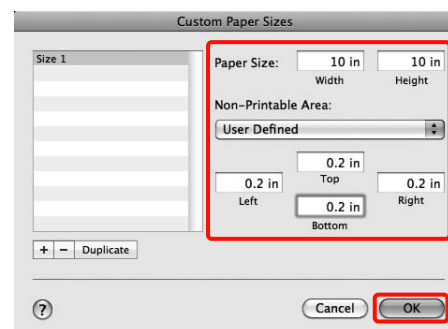 Custom Paper Sizes
Size 1
Paper Size: 10 in 10 in
Width Height
Non-Printable Area:
User Defined
0.2 in
Top
0.2 in 0.2 in
Left Right
0.2 in
Bottom
+ − Duplicate
? Cancel OK